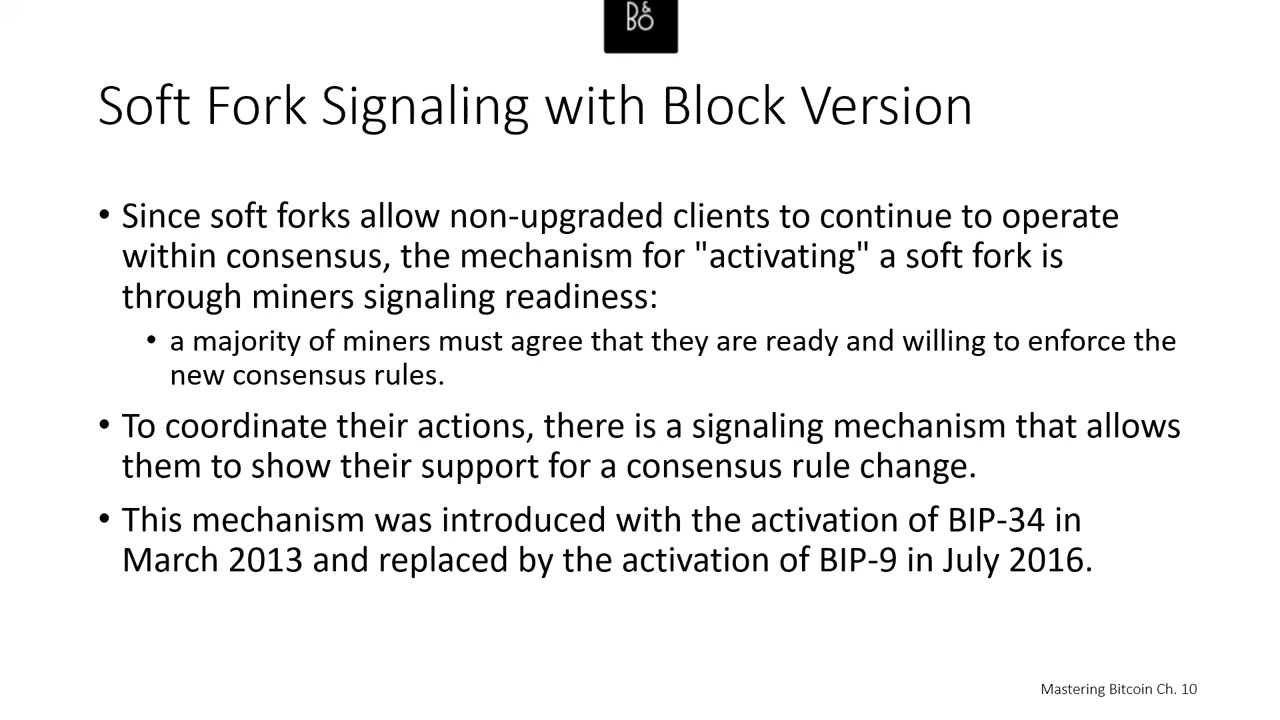 B&O
Soft Fork Signaling with Block Version
• Since soft forks allow non-upgraded clients to continue to operate
within consensus, the mechanism for "activating" a soft fork is
through miners signaling readiness:
• a majority of miners must agree that they are ready and willing to enforce the
new consensus rules.
• To coordinate their actions, there is a signaling mechanism that allows
them to show their support for a consensus rule change.
• This mechanism was introduced with the activation of BIP-34 in
March 2013 and replaced by the activation of BIP-9 in July 2016.
Mastering Bitcoin Ch. 10